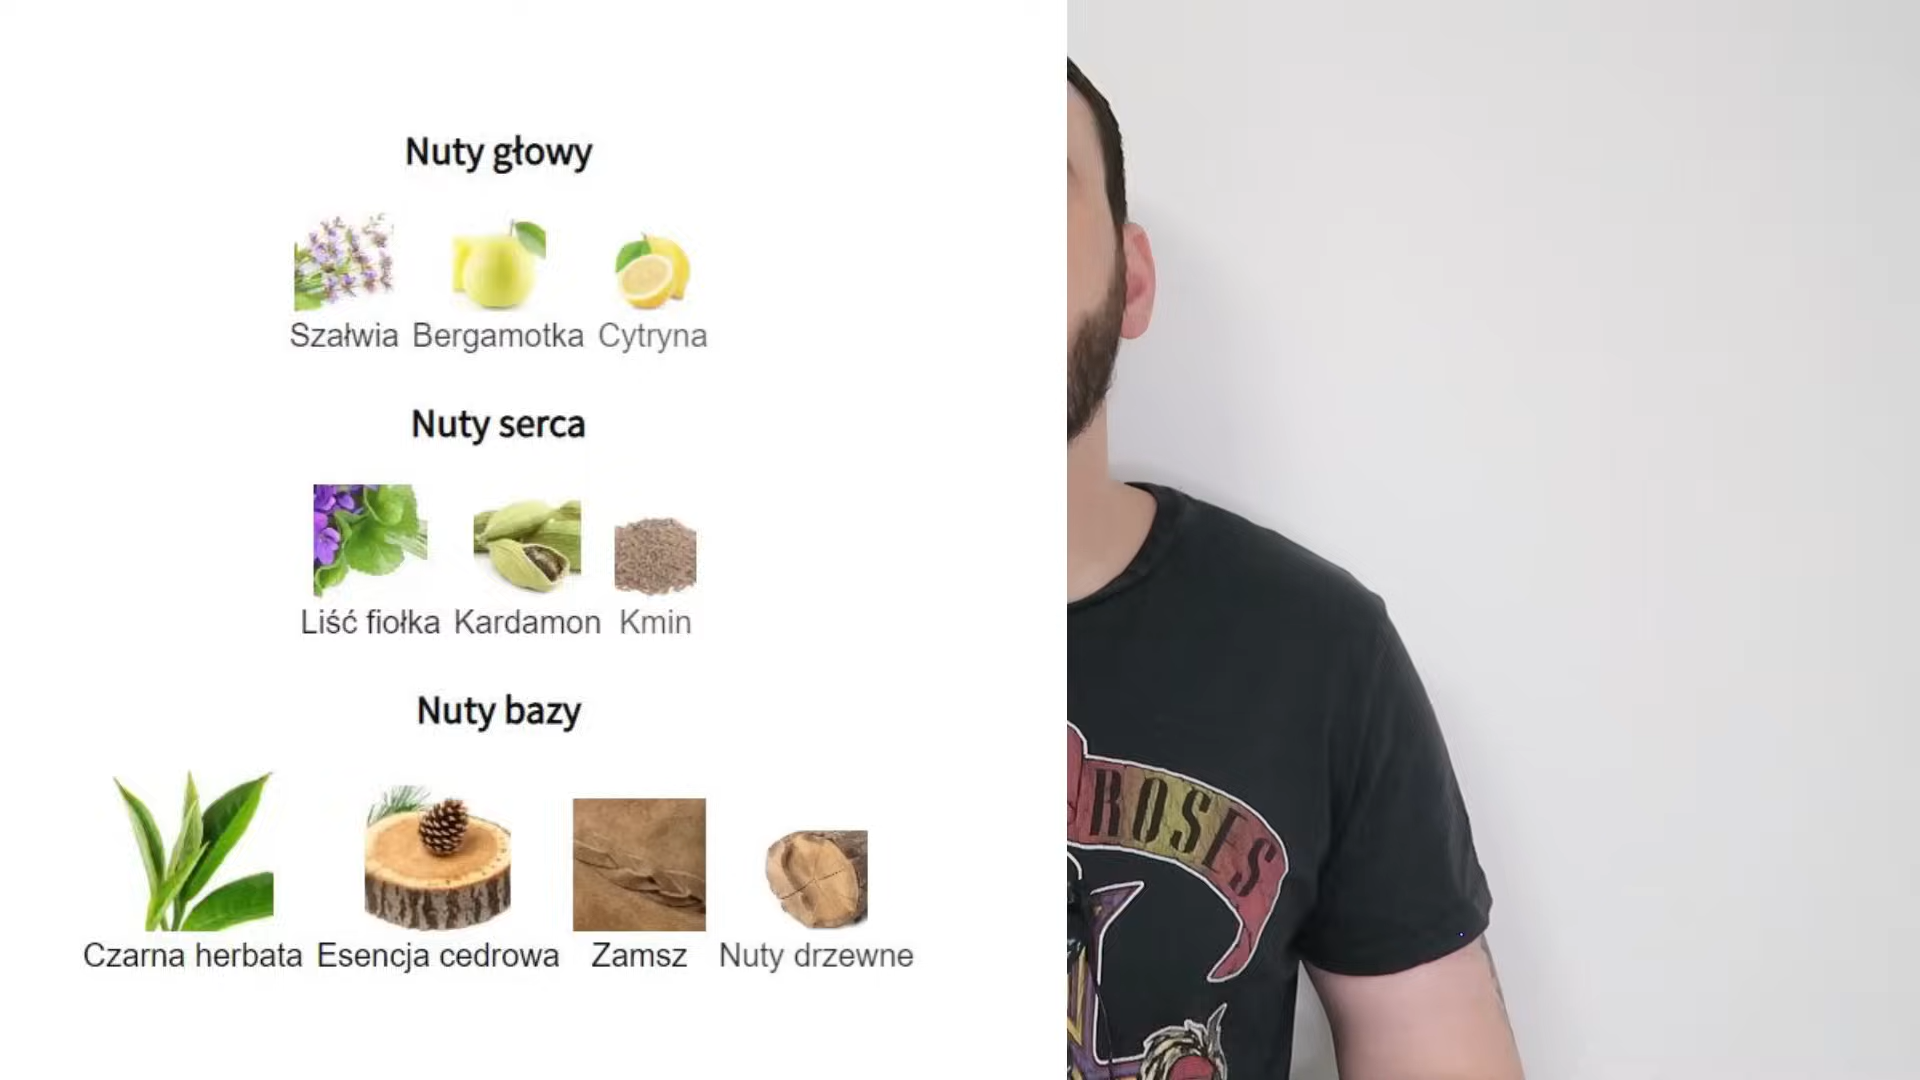 Nuty głowy
Szałwia Bergamotka Cytryna
Nuty serca
Liść fiołka Kardamon Kmin
Nuty bazy
Czarna herbata Esencja cedrowa Zamsz Nuty drzewne
ROSES